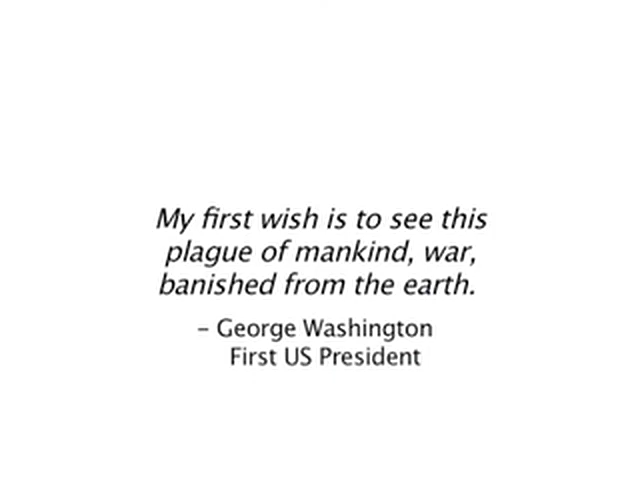 My first wish is to see this
plague of mankind, war,
banished from the earth.
– George Washington
First US President